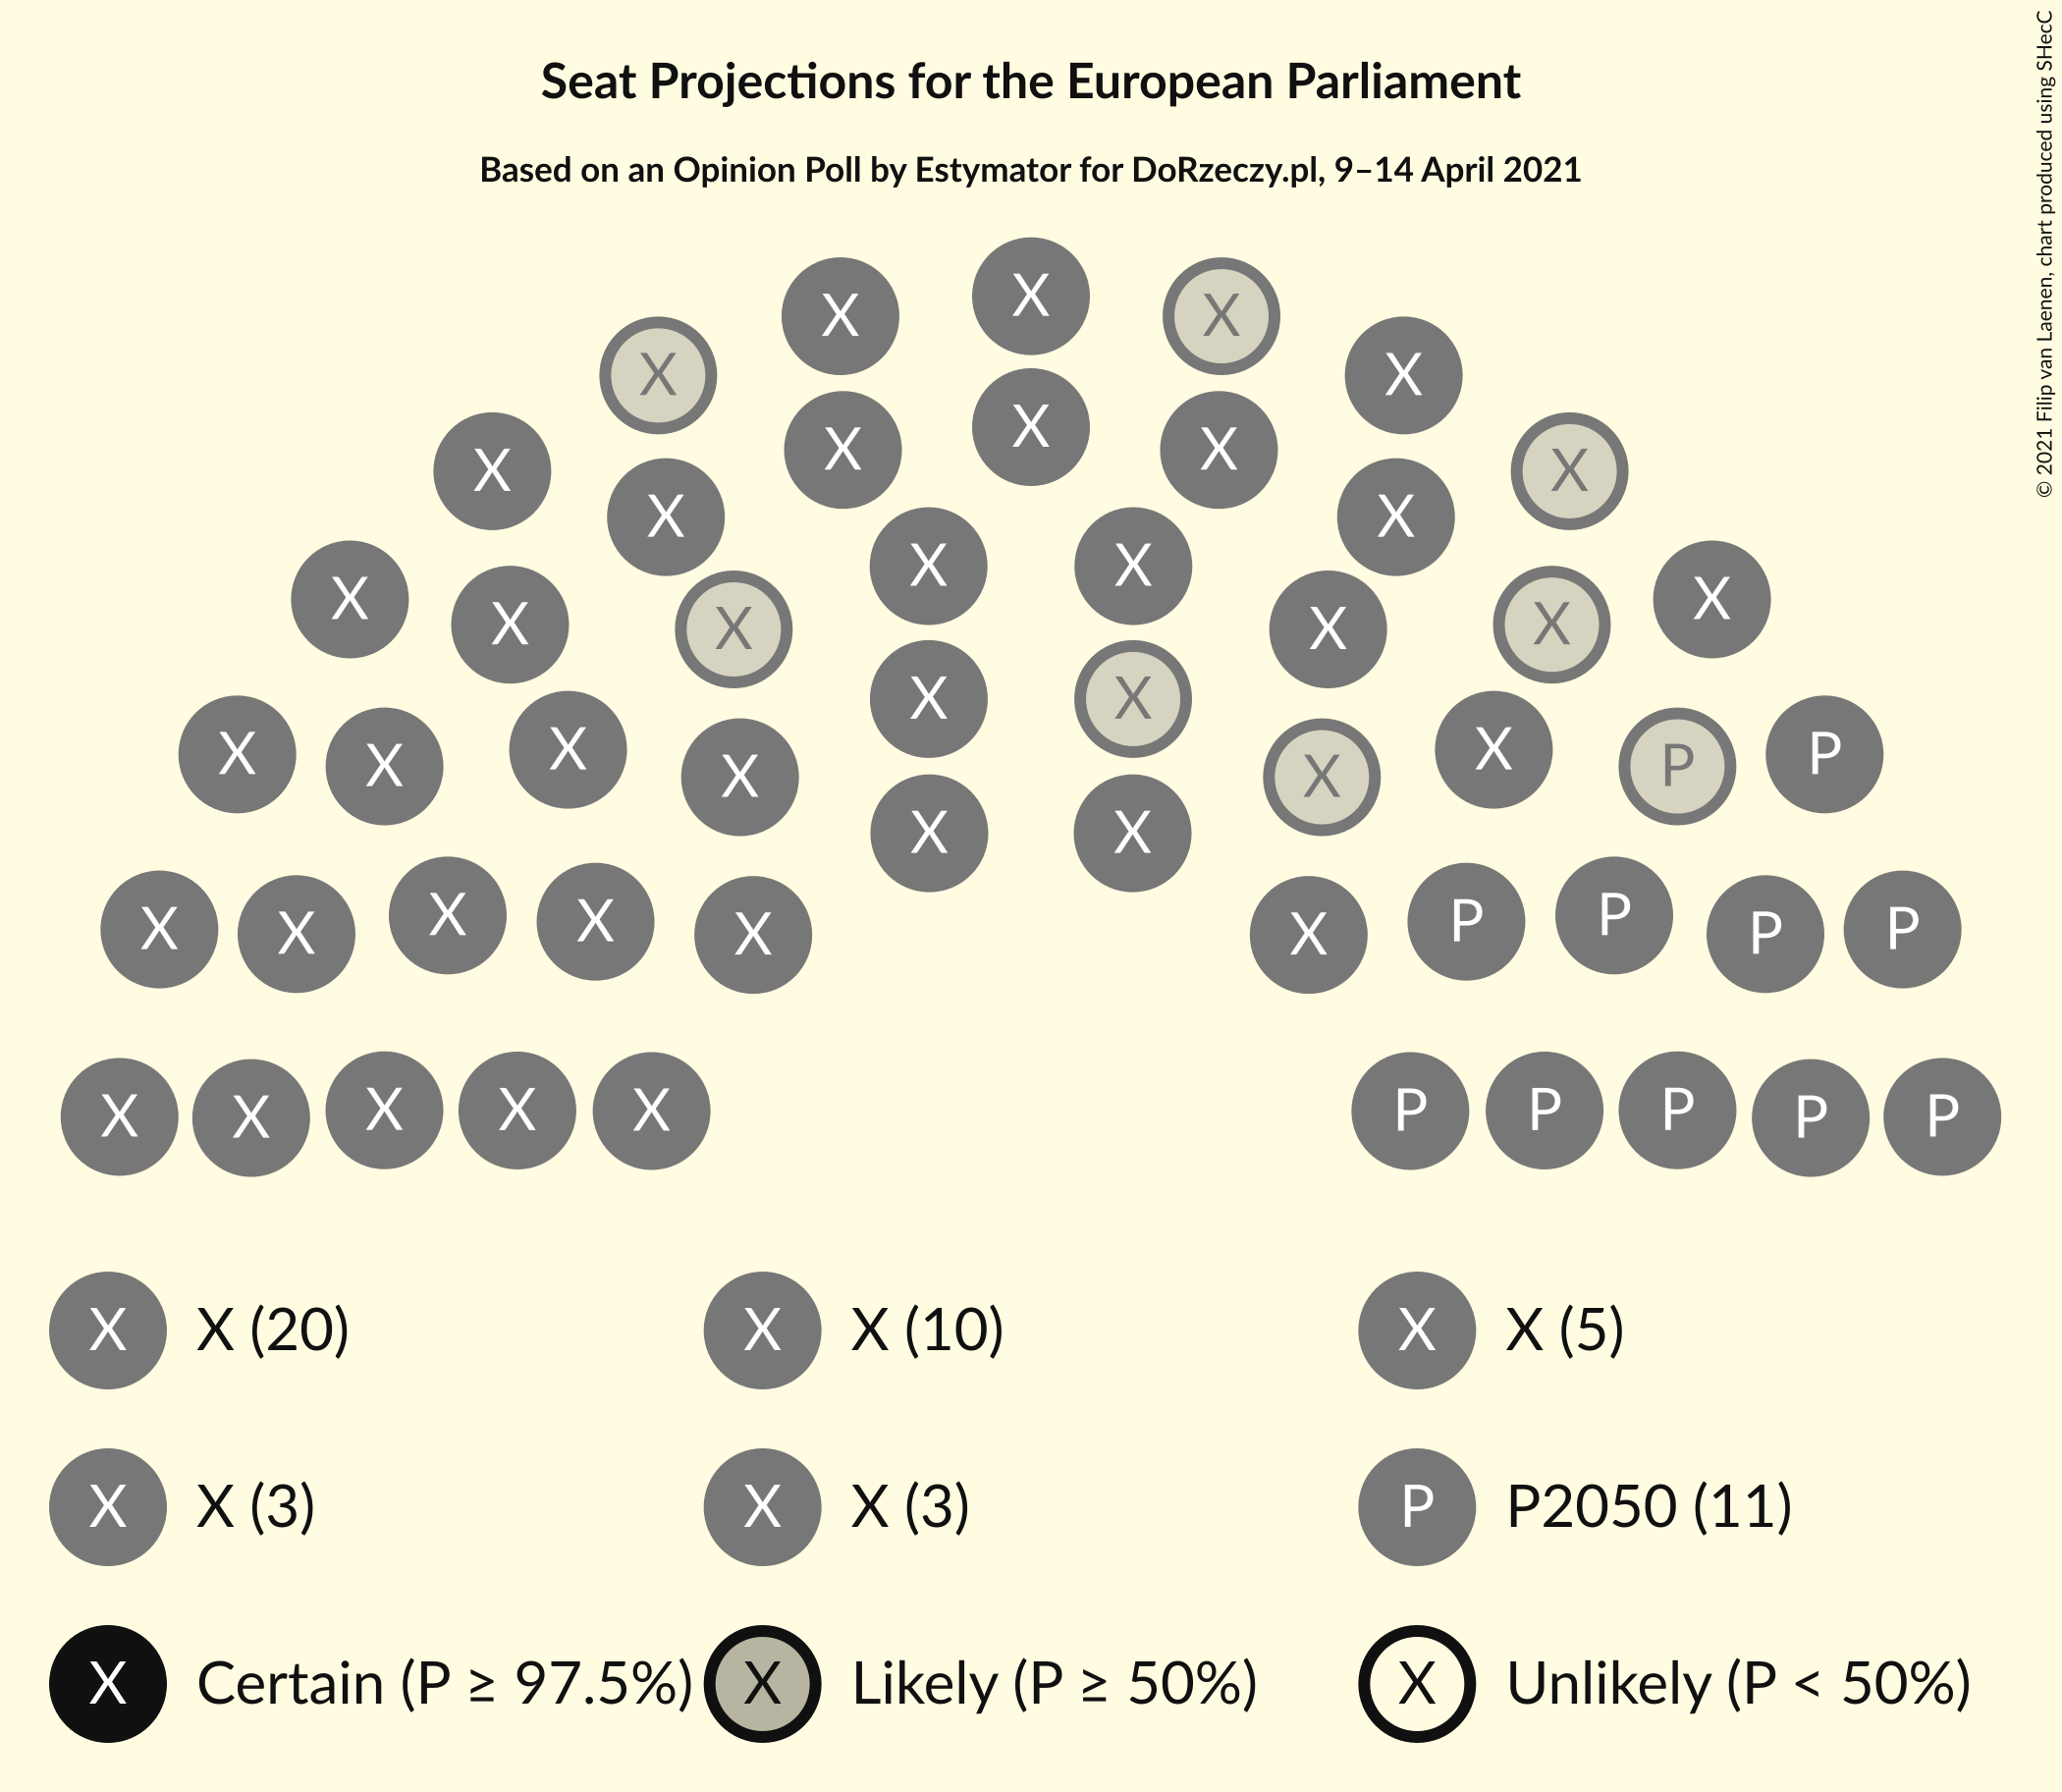 Seat Projections for the European Parliament
Based on an Opinion Poll by Estymator for DoRzeczy.pl, 9–14 April 2021
© 2021 Filip van Laenen, chart produced using SHecC
X
X X
X X
X X X
X X
X X
X X
X X X X
X X
X X X P P
X X
X X
X X X X X X P P P P
X X X X X P P P P P
X X (20) X X (10) X X (5)
X X (3) X X (3) P P2050 (11)
X Certain (P ≥ 97.5%) X Likely (P ≥ 50%) X Unlikely (P < 50%)